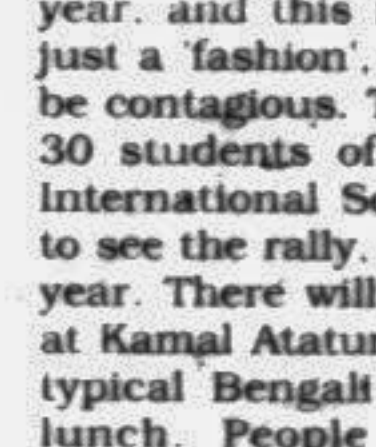 year. and this
just a 'fashion'.
be contagious.
30 students of
International
to see the rally.
year. There will
at Kamal
typical Bengali
lunch. People